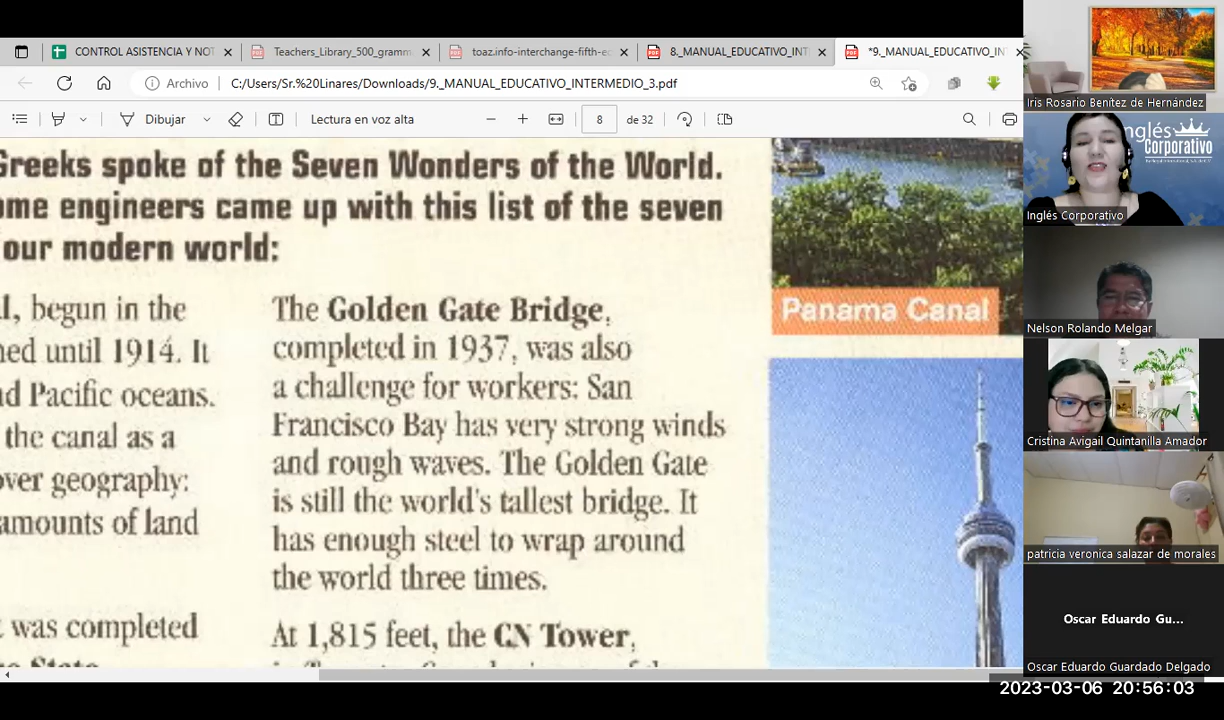 CONTROL ASISTENCIA Y NOT
Teachers_Library_500_gramm
toaz.info-interchange-fifth-ed
8._MANUAL_EDUCATIVO_INT
*9._MANUAL_EDUCATIVO_IN
Archivo
C:/Users/Sr.%20Linares/Downloads/9._MANUAL_EDUCATIVO_INTERMEDIO_3.pdf
Dibujar
Lectura en voz alta
8
de 32
Greeks spoke of the Seven Wonders of the World.
ome engineers came up with this list of the seven
our modern world:
l, begun in the
ned until 1914. It
nd Pacific oceans.
the canal as a
over geography:
amounts of land
was completed
State
The Golden Gate Bridge,
completed in 1937, was also
a challenge for workers: San
Francisco Bay has very strong winds
and rough waves. The Golden Gate
is still the world's tallest bridge. It
has enough steel to wrap around
the world three times.
At 1,815 feet, the CN Tower,
Panama Canal
Iris Rosario Benítez de Hernández
Inglés
Corporativo
Inglés Corporativo
Nelson Rolando Melgar
Cristina Avigail Quintanilla Amador
patricia veronica salazar de morales
Oscar Eduardo Gu...
Oscar Eduardo Guardado Delgado
2023-03-06 20:56:03